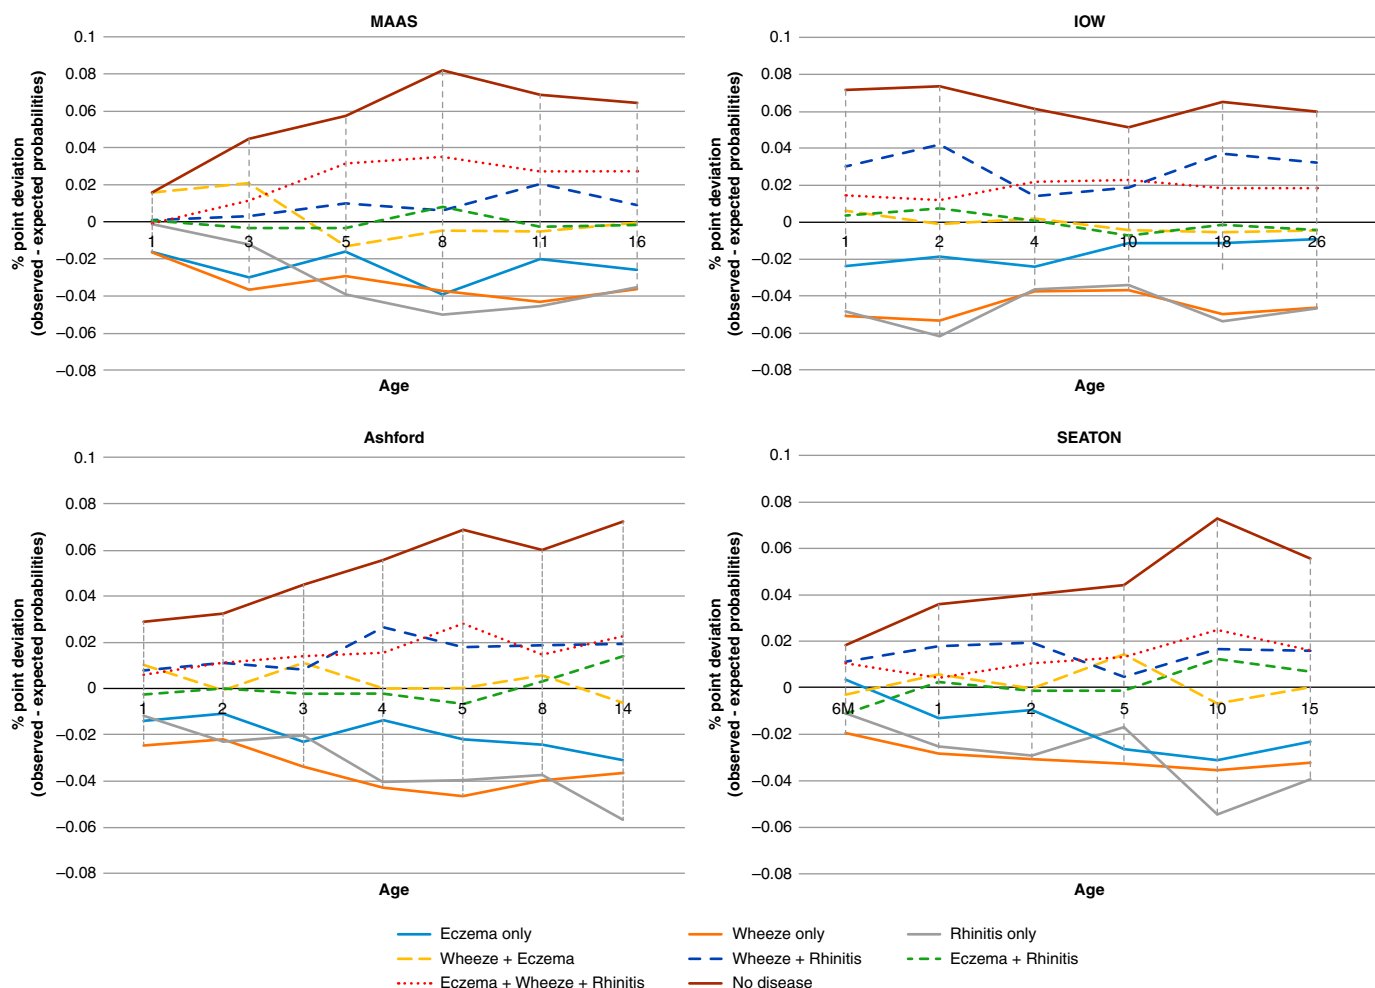 MAAS
% point deviation
(observed - expected probabilities)
0.1
0.08
0.06
0.04
0.02
0
−0.02
−0.04
−0.06
−0.08
1 3 5 8 11 16
Age
IOW
% point deviation
(observed - expected probabilities)
0.1
0.08
0.06
0.04
0.02
0
−0.02
−0.04
−0.06
−0.08
1 2 4 10 18 26
Age
Ashford
% point deviation
(observed - expected probabilities)
0.1
0.08
0.06
0.04
0.02
0
−0.02
−0.04
−0.06
−0.08
1 2 3 4 5 8 14
Age
SEATON
% point deviation
(observed - expected probabilities)
0.1
0.08
0.06
0.04
0.02
0
−0.02
−0.04
−0.06
−0.08
6M 1 2 5 10 15
Age
Eczema only Wheeze only Rhinitis only
Wheeze + Eczema Wheeze + Rhinitis Eczema + Rhinitis
Eczema + Wheeze + Rhinitis No disease